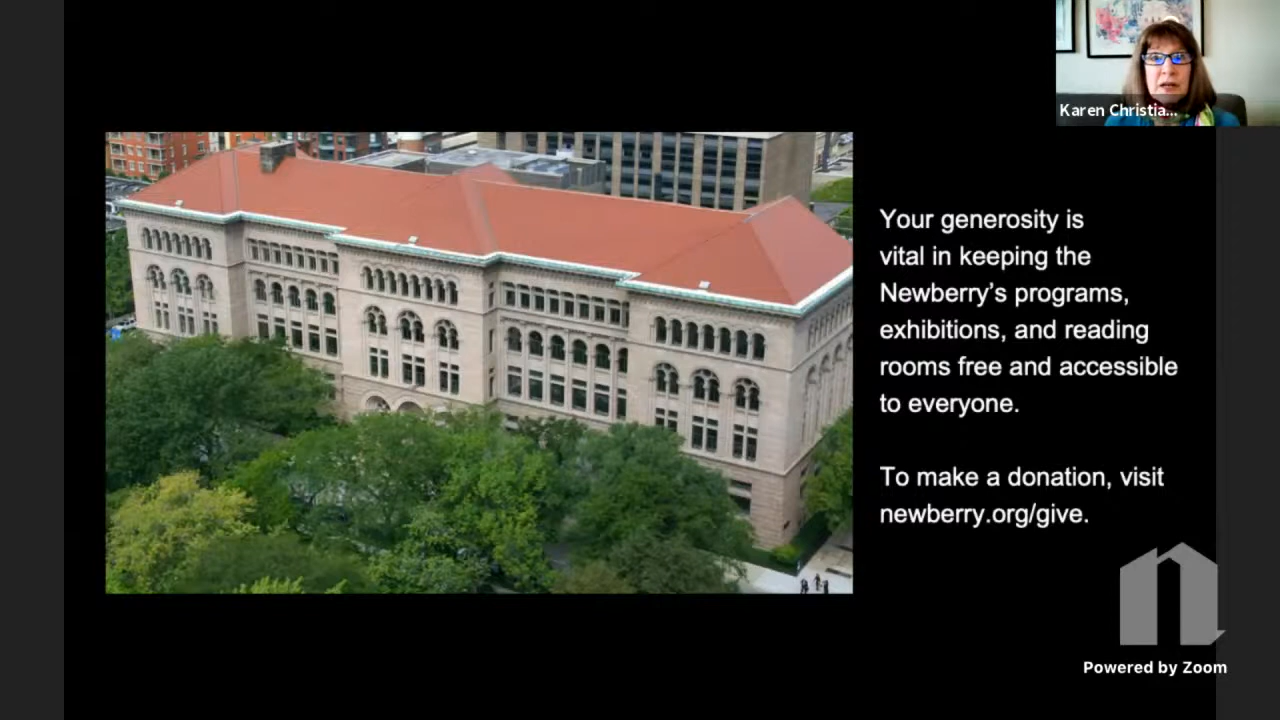 Karen Christia...
Your generosity is
vital in keeping the
Newberry’s programs,
exhibitions, and reading
rooms free and accessible
to everyone.
To make a donation, visit
newberry.org/give.
n
Powered by Zoom